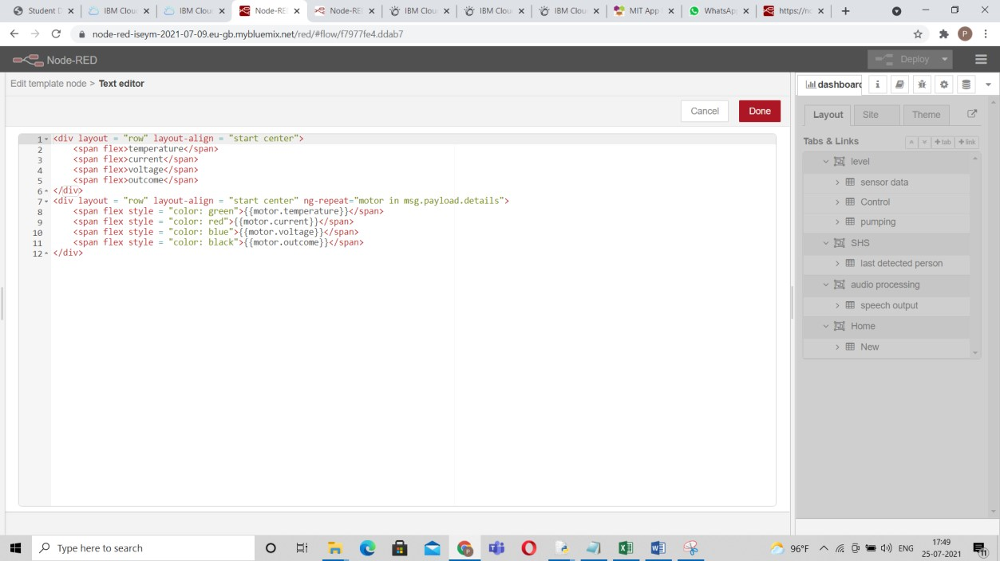 Student D
IBM Clou
IBM Clou
Node-RE
Node-RE
IBM Clou
IBM Clou
IBM Clou
MIT App
WhatsAp
https://no
node-red-iseym-2021-07-09.eu-gb.mybluemix.net/red/#flow/f7977fe4.ddab7
P
Node-RED
Deploy
Edit template node > Text editor
dashboard
i
Cancel
Done
Layout
Site
Theme
Tabs & Links
+tab
+link
1 <div layout = "row" layout-align = "start center">
2 <span flex>temperature</span>
3 <span flex>current</span>
4 <span flex>voltage</span>
5 <span flex>outcome</span>
6 </div>
7 <div layout = "row" layout-align = "start center" ng-repeat="motor in msg.payload.details">
8 <span flex style = "color: green">{{motor.temperature}}</span>
9 <span flex style = "color: red">{{motor.current}}</span>
10 <span flex style = "color: blue">{{motor.voltage}}</span>
11 <span flex style = "color: black">{{motor.outcome}}</span>
12 </div>
level
sensor data
Control
pumping
SHS
last detected person
audio processing
speech output
Home
New
Type here to search
96°F
ENG
17:49
25-07-2021
11